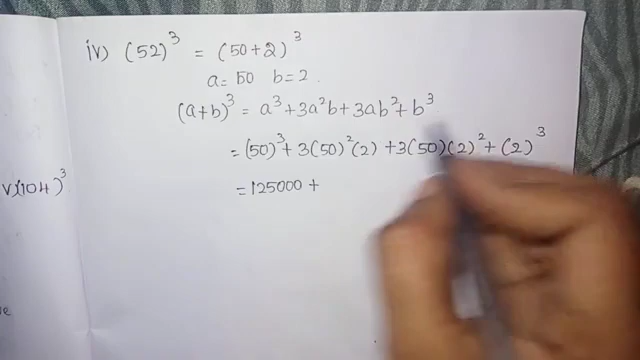 iv) (52)³ = (50+2)³
a = 50 b = 2.
(a+b)³ = a³ + 3a²b + 3ab² + b³
= (50)³ + 3(50)²(2) + 3(50)(2)² + (2)³
v) (104)³
= 125000 +